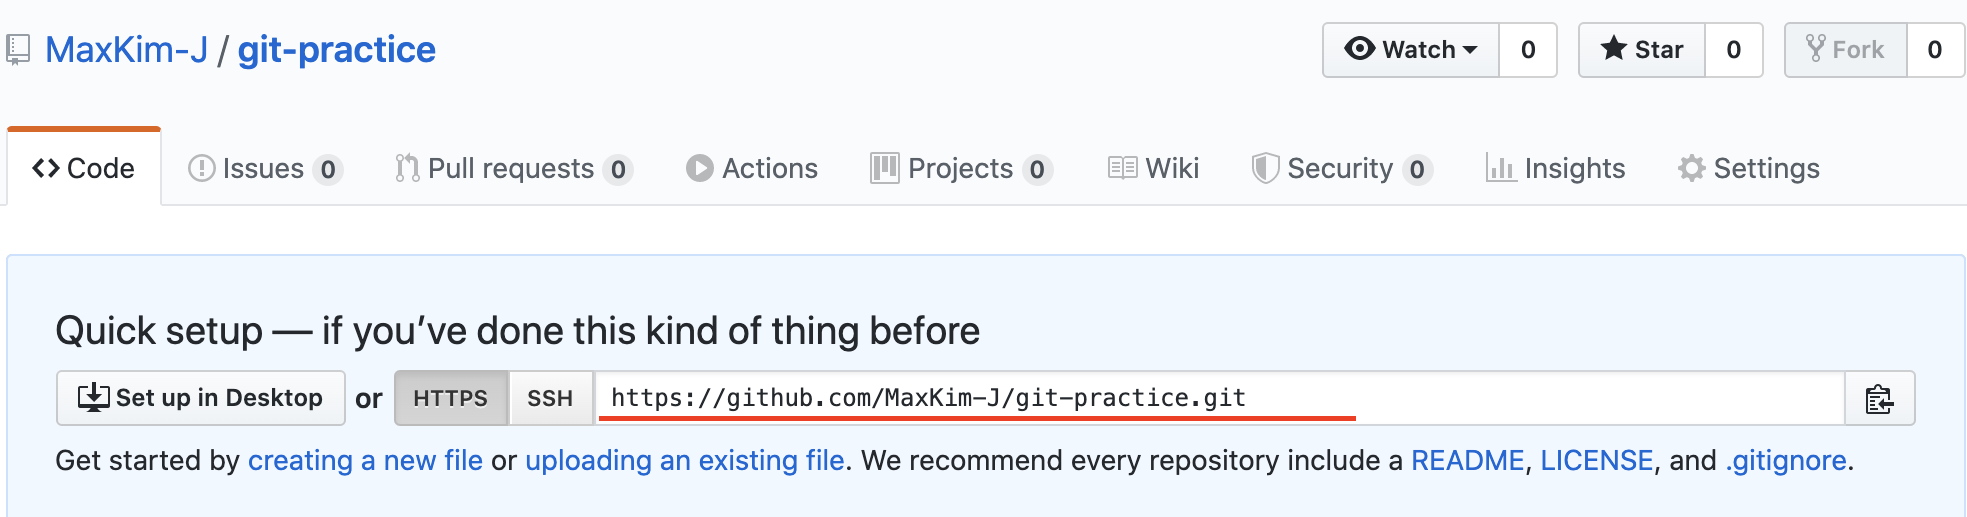 MaxKim-J / git-practice
Watch 0 Star 0 Fork 0
Code Issues 0 Pull requests 0 Actions Projects 0 Wiki Security 0 Insights Settings
Quick setup — if you’ve done this kind of thing before
Set up in Desktop or HTTPS SSH https://github.com/MaxKim-J/git-practice.git
Get started by creating a new file or uploading an existing file. We recommend every repository include a README, LICENSE, and .gitignore.